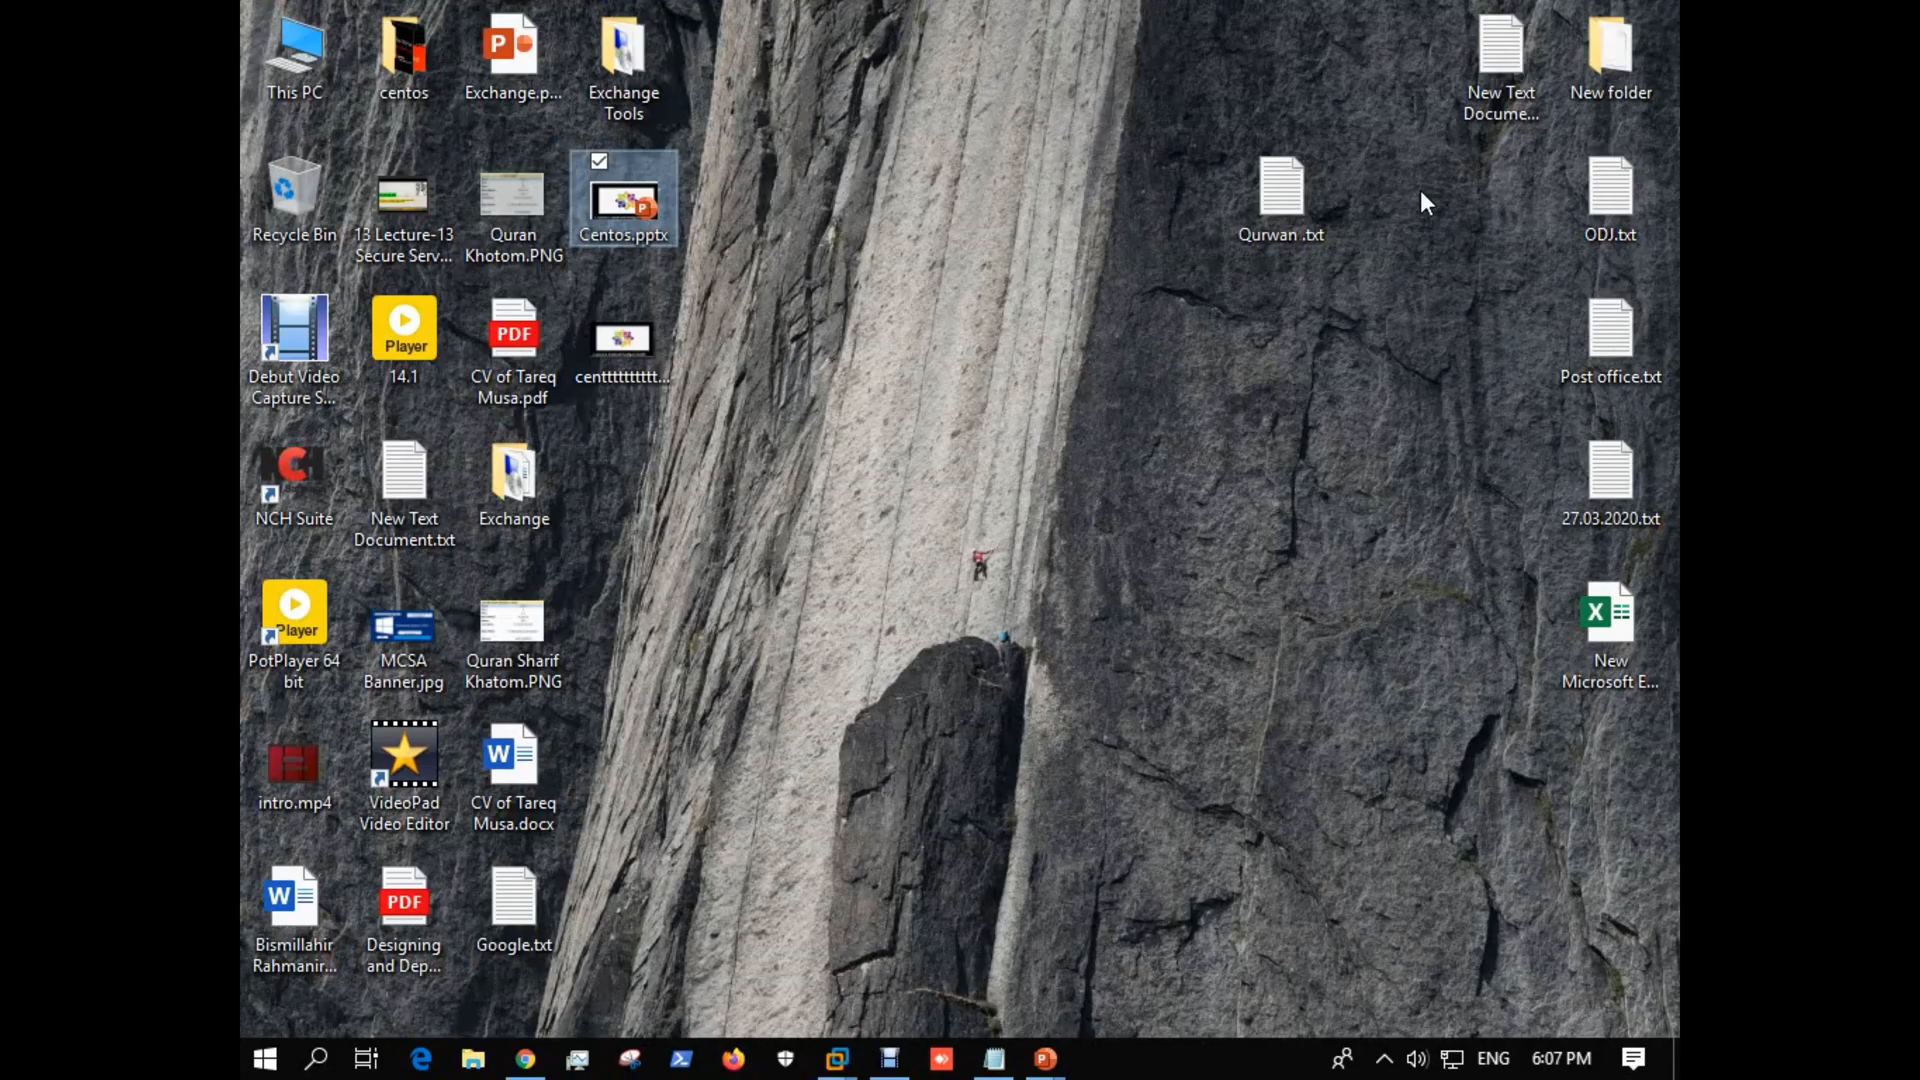 This PC
centos
Exchange.p...
Exchange
Tools
New Text
Docume...
New folder
Recycle Bin
13 Lecture-13
Secure Serv...
Quran
Khotom.PNG
Centos.pptx
Qurwan .txt
ODJ.txt
Debut Video
Capture S...
Player
14.1
PDF
CV of Tareq
Musa.pdf
centtttttttttt...
Post office.txt
NCH Suite
New Text
Document.txt
Exchange
27.03.2020.txt
Player
PotPlayer 64
bit
MCSA
Banner.jpg
Quran Sharif
Khatom.PNG
New
Microsoft E...
intro.mp4
VideoPad
Video Editor
CV of Tareq
Musa.docx
Bismillahir
Rahmanir...
PDF
Designing
and Dep...
Google.txt
ENG
6:07 PM